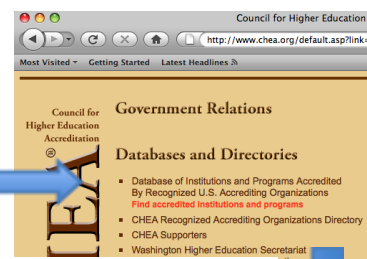 Council for Higher Education
http://www.chea.org/default.asp?link=
Most Visited Getting Started Latest Headlines
Council for
Higher Education
Accreditation
®
Government Relations
Databases and Directories
Database of Institutions and Programs Accredited
By Recognized U.S. Accrediting Organizations
Find accredited institutions and programs
CHEA Recognized Accrediting Organizations Directory
CHEA Supporters
Washington Higher Education Secretariat